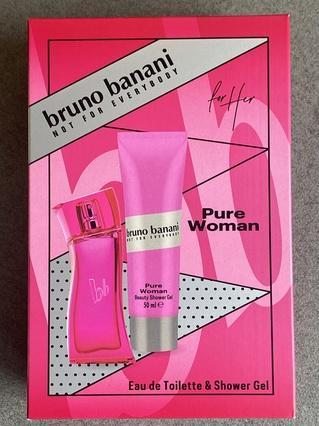 bruno banani
NOT FOR EVERYBODY
for Her
Pure
Woman
bruno banani
NOT FOR EVERYBODY
Pure
Woman
Beauty Shower Gel
50 ml ℮
bb
Eau de Toilette & Shower Gel